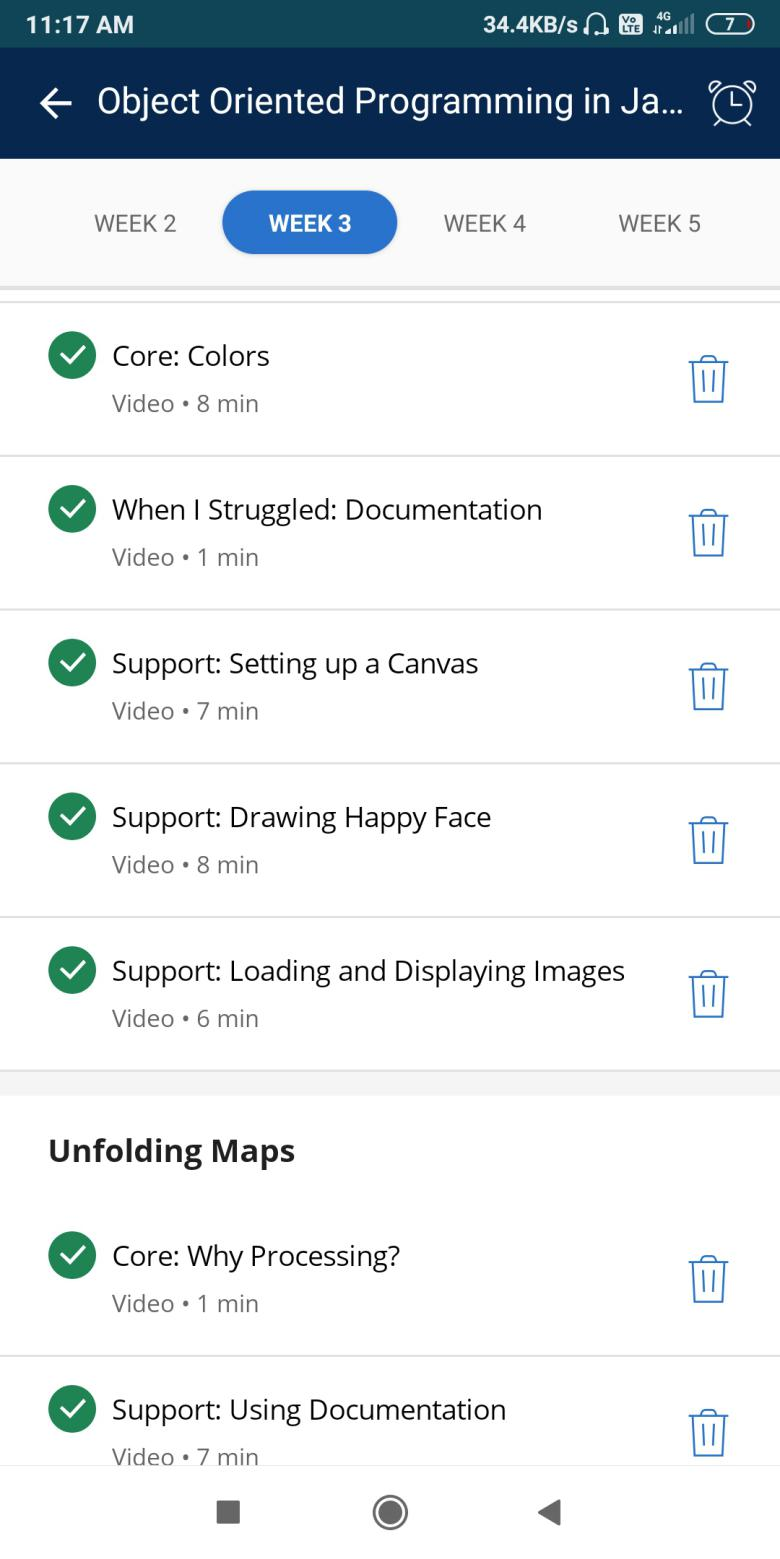 11:17 AM 34.4KB/s Vo LTE 4G 7
Object Oriented Programming in Ja...
WEEK 2 WEEK 3 WEEK 4 WEEK 5
Core: Colors
Video • 8 min
When I Struggled: Documentation
Video • 1 min
Support: Setting up a Canvas
Video • 7 min
Support: Drawing Happy Face
Video • 8 min
Support: Loading and Displaying Images
Video • 6 min
Unfolding Maps
Core: Why Processing?
Video • 1 min
Support: Using Documentation
Video • 7 min